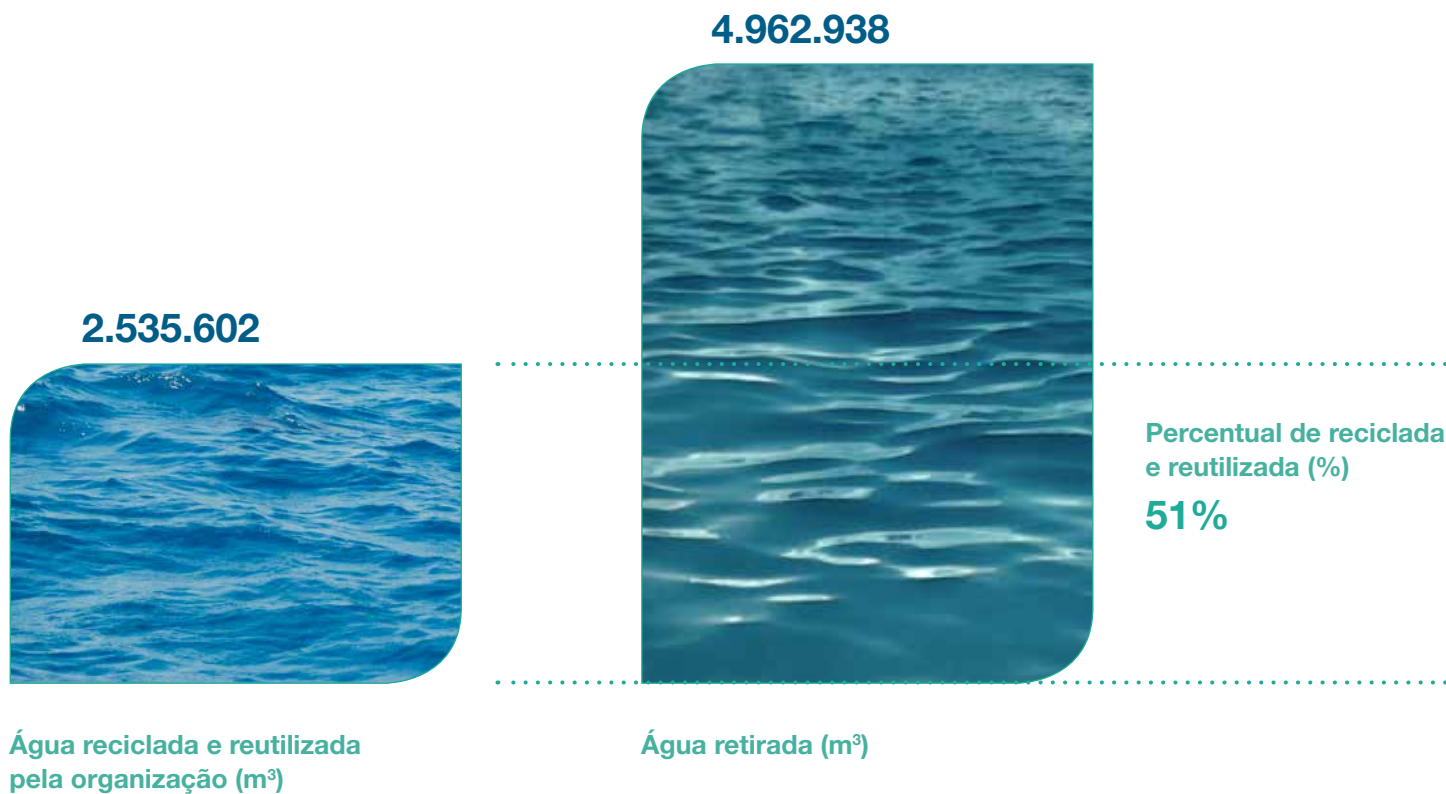 4.962.938
2.535.602
Percentual de reciclada
e reutilizada (%)
51%
Água reciclada e reutilizada
pela organização (m³)
Água retirada (m³)